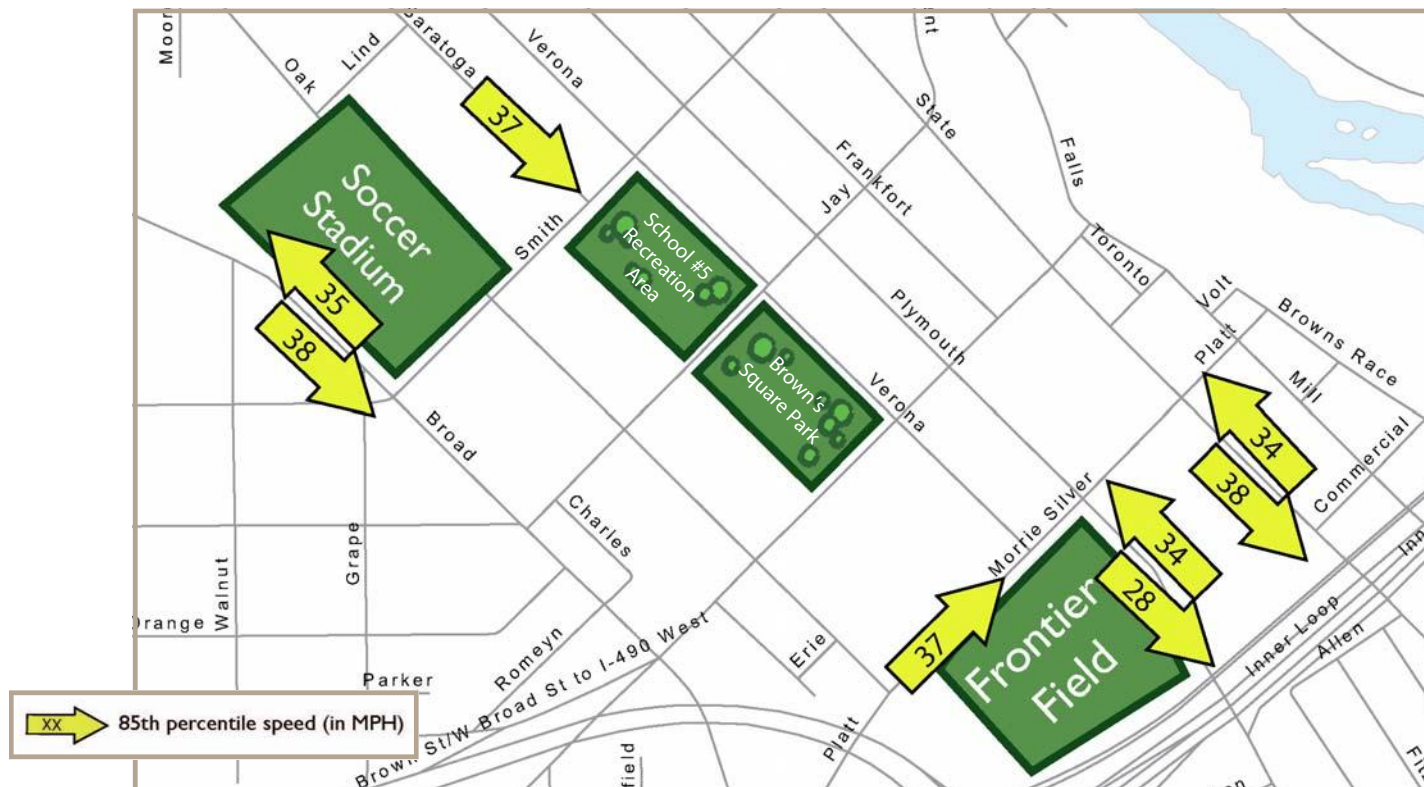 Moor
Oak
Lind
Saratoga
Verona
37
Soccer
Stadium
Smith
School #5
Recreation
Area
State
Frankfort
Jay
Falls
Toronto
Volt
Platt
Browns Race
Mill
Commercial
35
38
Broad
Brown's
Square Park
Plymouth
Verona
34
38
Morrie Silver
34
28
37
Frontier
Field
Charles
Grape
Walnut
Orange
Parker
Romeyn
Brown St/W Broad St to I-490 West
Erie
Platt
field
Inner Loop
Allen
Inn
XX 85th percentile speed (in MPH)